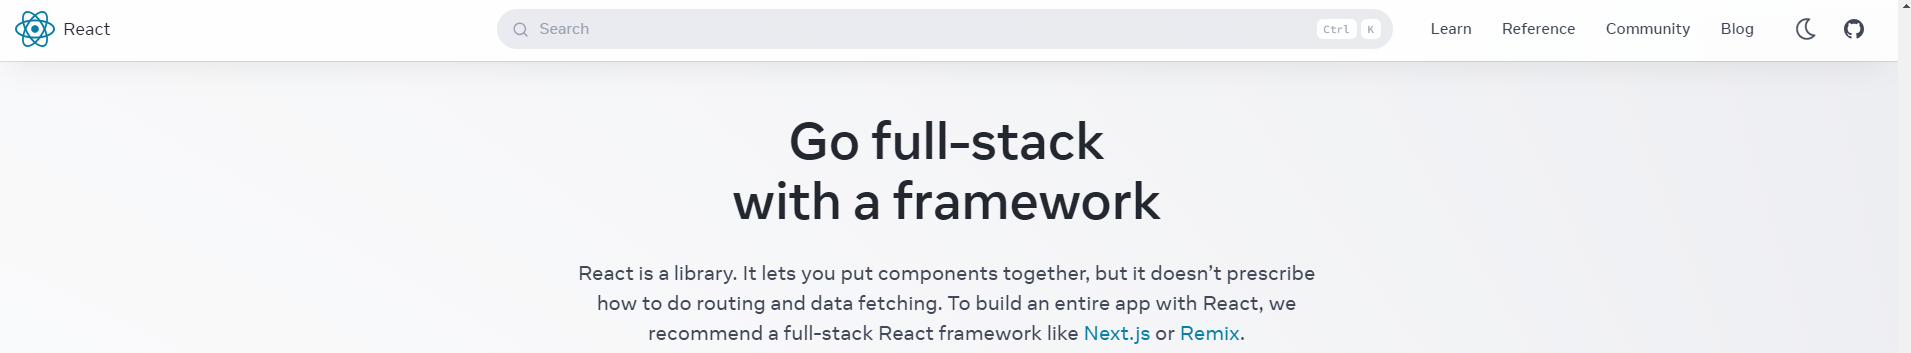 React
Search
Ctrl K
Learn Reference Community Blog
Go full-stack
with a framework
React is a library. It lets you put components together, but it doesn’t prescribe
how to do routing and data fetching. To build an entire app with React, we
recommend a full-stack React framework like Next.js or Remix.